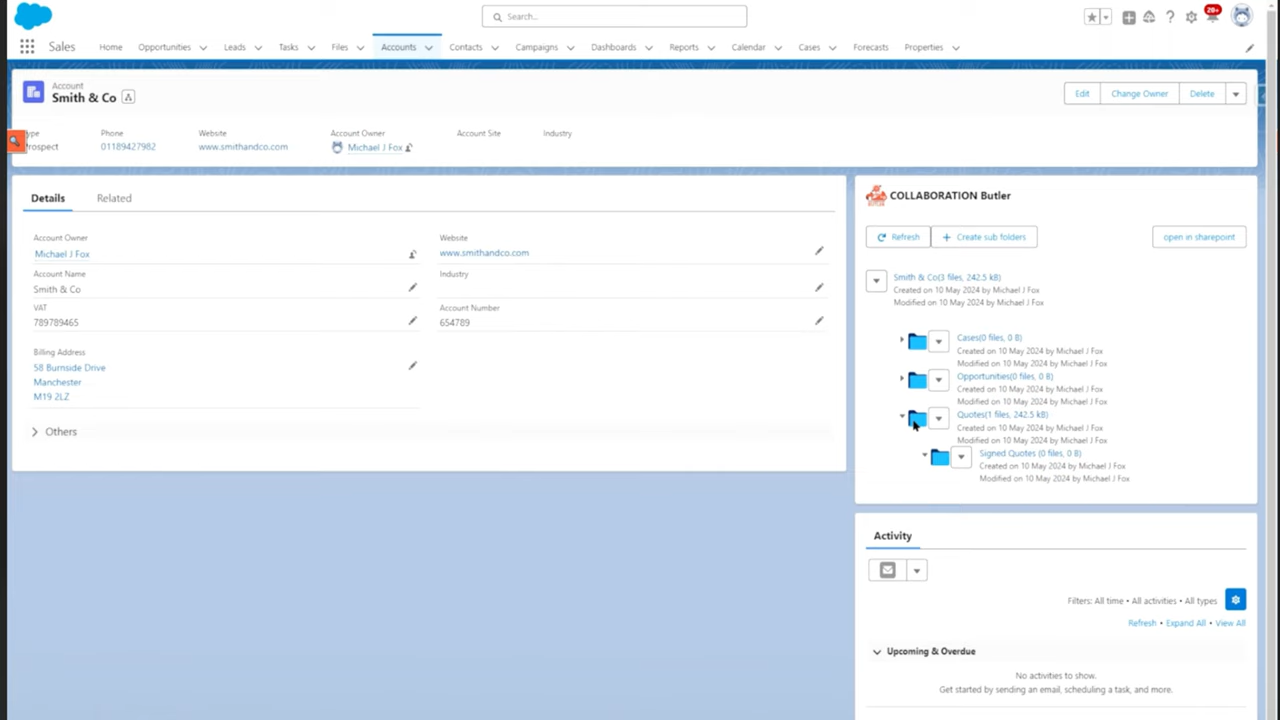 Search...
20+
Sales
Home
Opportunities
Leads
Tasks
Files
Accounts
Contacts
Campaigns
Dashboards
Reports
Calendar
Cases
Forecasts
Properties
Account
Smith & Co
Edit
Change Owner
Delete
ype
Phone
Website
Account Owner
Account Site
Industry
rospect
01189427982
www.smithandco.com
Michael J Fox
Details
Related
Account Owner
Michael J Fox
Website
www.smithandco.com
Account Name
Smith & Co
Industry
VAT
789789465
Account Number
654789
Billing Address
58 Burnside Drive
Manchester
M19 2LZ
Others
COLLABORATION Butler
Refresh
Create sub folders
open in sharepoint
Smith & Co(3 files, 242.5 kB)
Created on 10 May 2024 by Michael J Fox
Modified on 10 May 2024 by Michael J Fox
Cases(0 files, 0 B)
Created on 10 May 2024 by Michael J Fox
Modified on 10 May 2024 by Michael J Fox
Opportunities(0 files, 0 B)
Created on 10 May 2024 by Michael J Fox
Modified on 10 May 2024 by Michael J Fox
Quotes(1 files, 242.5 kB)
Created on 10 May 2024 by Michael J Fox
Modified on 10 May 2024 by Michael J Fox
Signed Quotes (0 files, 0 B)
Created on 10 May 2024 by Michael J Fox
Modified on 10 May 2024 by Michael J Fox
Activity
Filters: All time • All activities • All types
Refresh • Expand All • View All
Upcoming & Overdue
No activities to show.
Get started by sending an email, scheduling a task, and more.